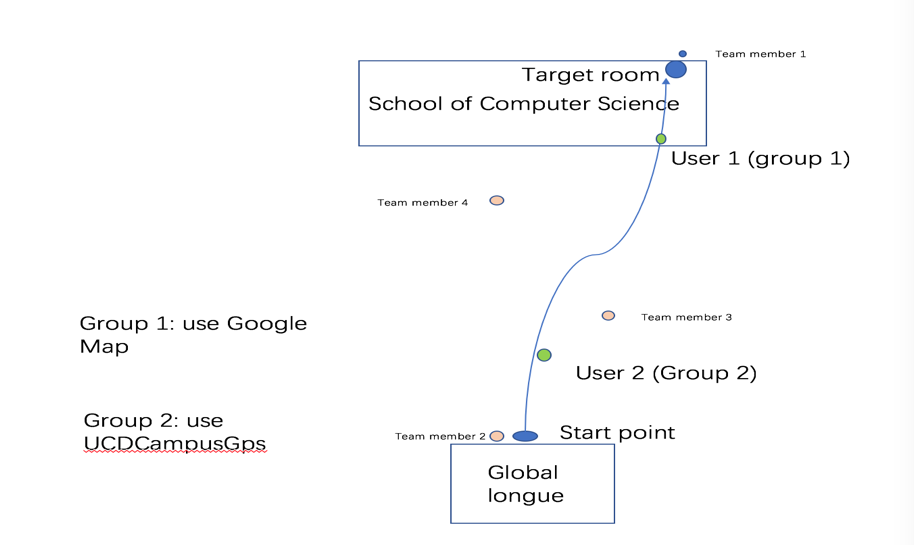 Team member 1
Target room
School of Computer Science
User 1 (group 1)
Team member 4
Group 1: use Google
Map
Team member 3
User 2 (Group 2)
Group 2: use
UCDCampusGps
Team member 2
Start point
Global
longue